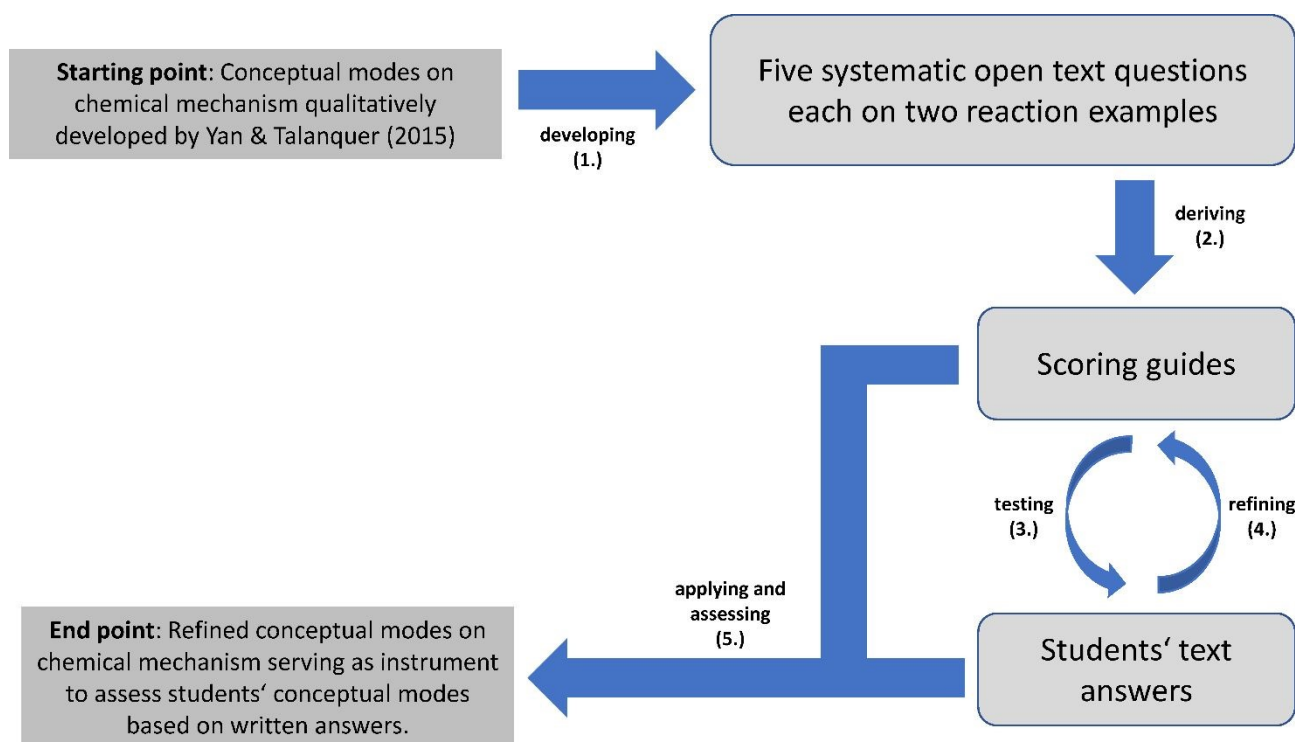 Starting point: Conceptual modes on
chemical mechanism qualitatively
developed by Yan & Talanquer (2015)
developing
(1.)
Five systematic open text questions
each on two reaction examples
deriving
(2.)
Scoring guides
testing
(3.)
refining
(4.)
Students‘ text
answers
applying and
assessing
(5.)
End point: Refined conceptual modes on
chemical mechanism serving as instrument
to assess students‘ conceptual modes
based on written answers.